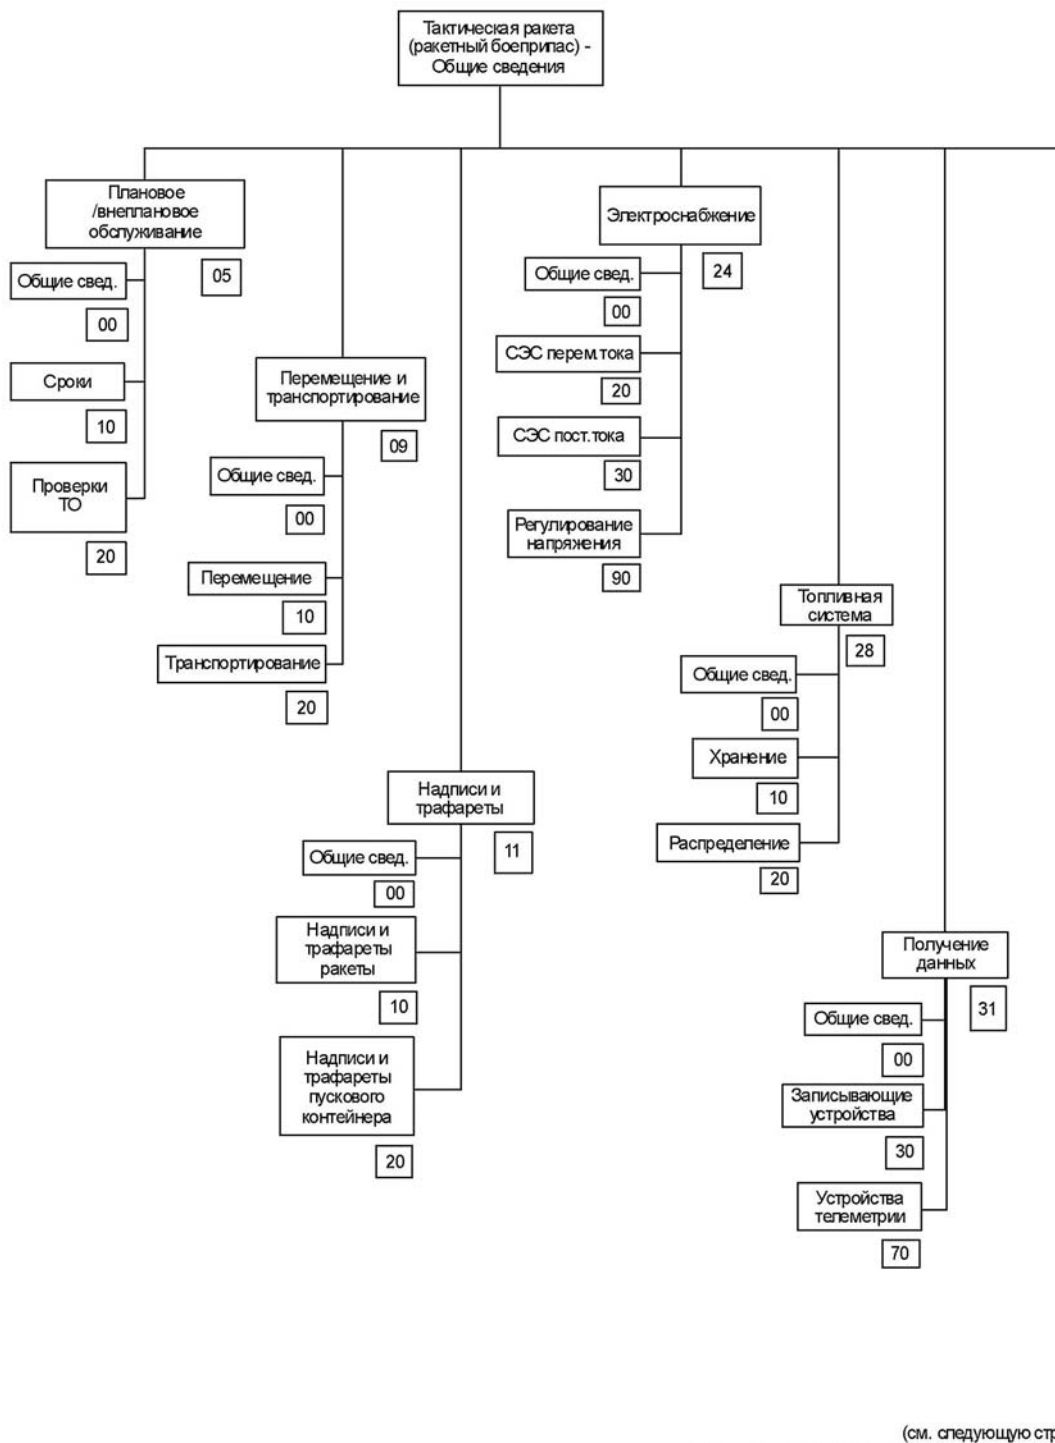 Тактическая ракета
(ракетный боеприпас) -
Общие сведения
Плановое
/внеплановое
обслуживание
05
Общие свед.
00
Сроки
10
Проверки
ТО
20
Перемещение и
транспортирование
09
Общие свед.
00
Перемещение
10
Транспортирование
20
Надписи и
трафареты
11
Общие свед.
00
Надписи и
трафареты
ракеты
10
Надписи и
трафареты
пускового
контейнера
20
Электроснабжение
24
Общие свед.
00
СЭС перем.тока
20
СЭС пост.тока
30
Регулирование
напряжения
90
Топливная
система
28
Общие свед.
00
Хранение
10
Распределение
20
Получение
данных
31
Общие свед.
00
Записывающие
устройства
30
Устройства
телеметрии
70
(см. следующую стр